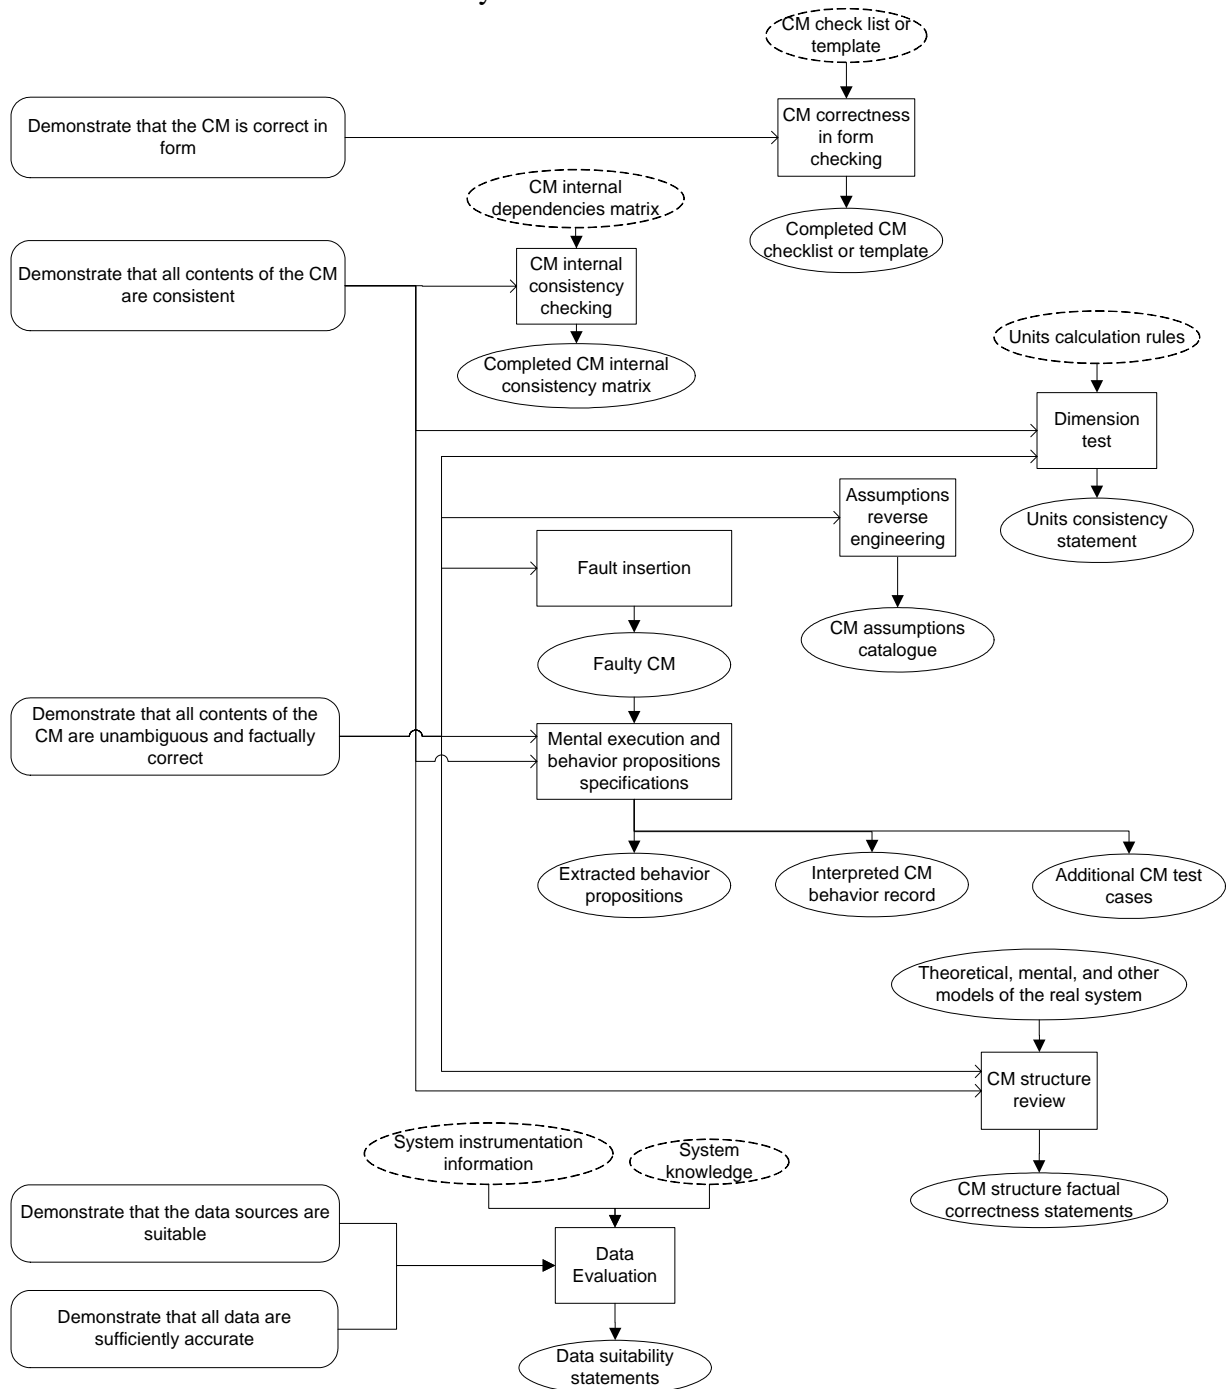 y
CM check list or
template
Demonstrate that the CM is correct in
form
CM correctness
in form
checking
CM internal
dependencies matrix
Completed CM
checklist or template
Demonstrate that all contents of the CM
are consistent
CM internal
consistency
checking
Units calculation rules
Completed CM internal
consistency matrix
Dimension
test
Assumptions
reverse
engineering
Units consistency
statement
Fault insertion
CM assumptions
catalogue
Faulty CM
Demonstrate that all contents of the
CM are unambiguous and factually
correct
Mental execution and
behavior propositions
specifications
Extracted behavior
propositions
Interpreted CM
behavior record
Additional CM test
cases
Theoretical, mental, and other
models of the real system
CM structure
review
System instrumentation
information
System
knowledge
CM structure factual
correctness statements
Demonstrate that the data sources are
suitable
Data
Evaluation
Demonstrate that all data are
sufficiently accurate
Data suitability
statements